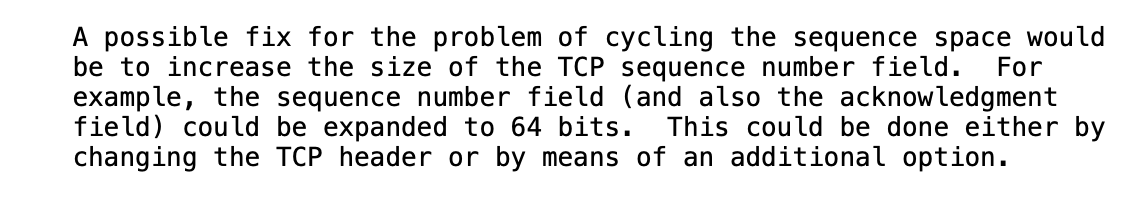 A possible fix for the problem of cycling the sequence space would
be to increase the size of the TCP sequence number field.  For
example, the sequence number field (and also the acknowledgment
field) could be expanded to 64 bits.  This could be done either by
changing the TCP header or by means of an additional option.